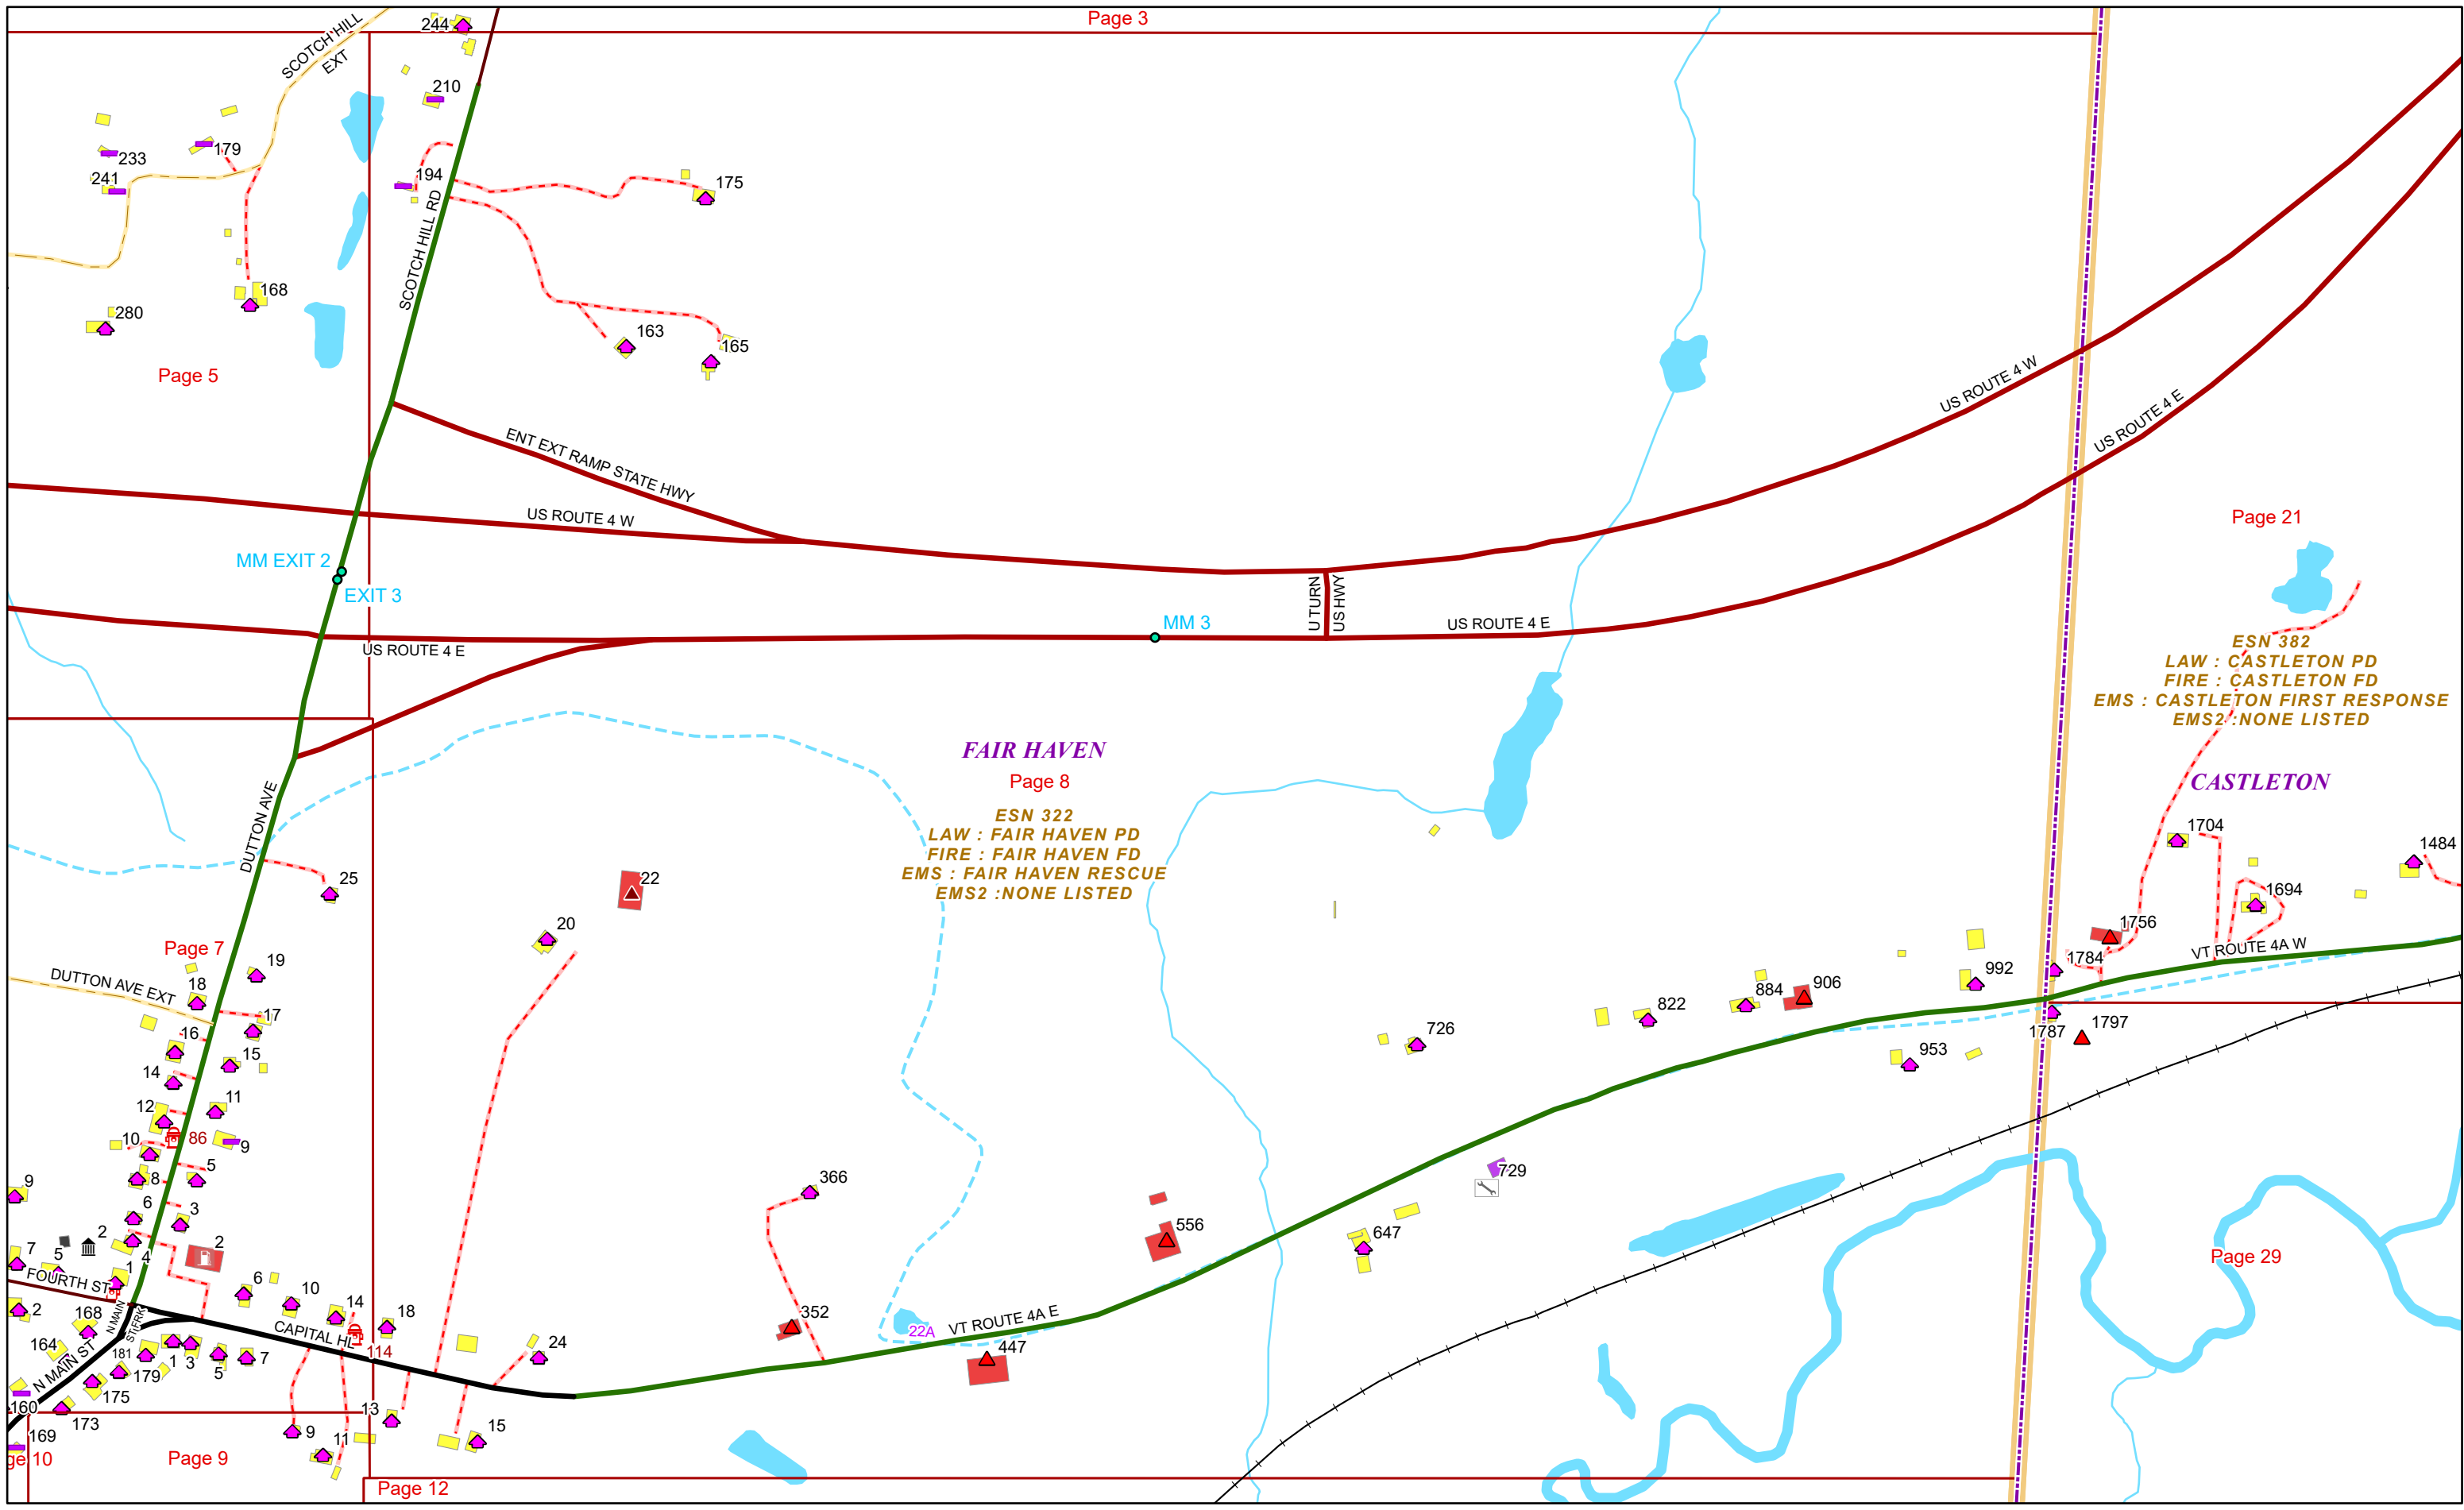 Page 3
244
SCOTCH HILL
EXT
210
233
179
241
194
175
SCOTCH HILL RD
280
168
163
165
Page 5
US ROUTE 4 W
US ROUTE 4 E
ENT EXT RAMP STATE HWY
US ROUTE 4 W
Page 21
MM EXIT 2
EXIT 3
MM 3
U TURN
US HWY
US ROUTE 4 E
US ROUTE 4 E
ESN 382
LAW : CASTLETON PD
FIRE : CASTLETON FD
EMS : CASTLETON FIRST RESPONSE
EMS2 :NONE LISTED
FAIR HAVEN
Page 8
CASTLETON
ESN 322
LAW : FAIR HAVEN PD
FIRE : FAIR HAVEN FD
EMS : FAIR HAVEN RESCUE
EMS2 :NONE LISTED
DUTTON AVE
25
22
20
1704
1484
1694
1756
VT ROUTE 4A W
1784
Page 7
19
18
DUTTON AVE EXT
17
16
15
14
12
11
10
86
9
8
5
9
6
3
2
2
7
5
4
1
FOURTH ST
992
906
884
822
726
953
1787
1797
366
729
556
647
Page 29
6
10
14
18
2
168
N MAIN
ST FRK
CAPITAL HL
114
352
22A
VT ROUTE 4A E
447
24
164
N MAIN ST
181
179
1
3
5
7
175
160
173
13
169
9
11
15
ge 10
Page 9
Page 12